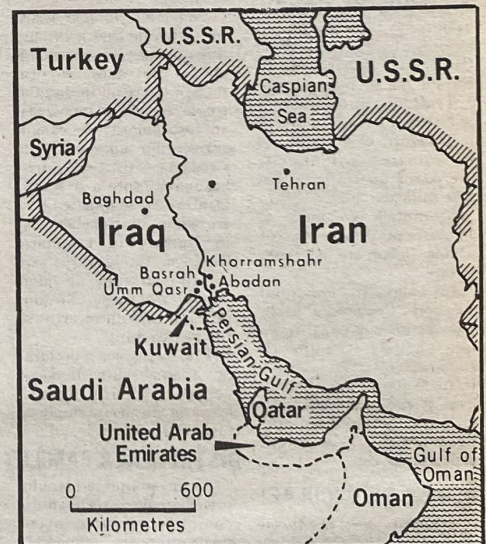 U.S.S.R.
Turkey
U.S.S.R.
Caspian
Sea
Syria
Tehran
Baghdad
Iraq
Iran
Khorramshahr
Basrah
Abadan
Umm Qasr
Persian Gulf
Kuwait
Saudi Arabia
Qatar
United Arab
Emirates
Gulf of
Oman
Oman
0 600
Kilometres